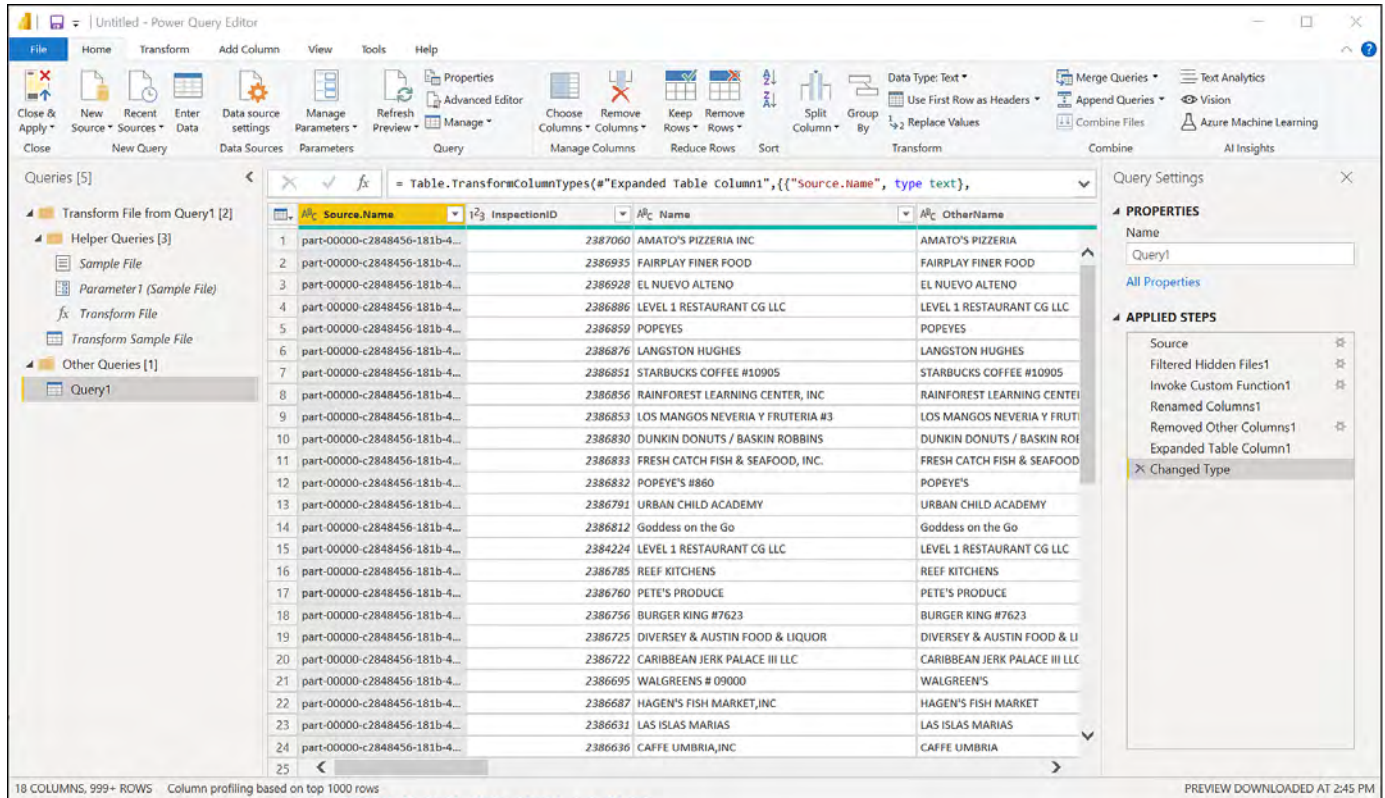 Untitled - Power Query Editor
File Home Transform Add Column View Tools Help
Close & Apply New Source Recent Sources Enter Data Data source settings Manage Parameters Refresh Preview Properties Advanced Editor Manage Choose Columns Remove Columns Keep Rows Remove Rows Split Column Group By Data Type: Text Use First Row as Headers Replace Values Merge Queries Append Queries Combine Files Text Analytics Vision Azure Machine Learning
Close New Query Data Sources Parameters Query Manage Columns Reduce Rows Sort Transform Combine AI Insights
Queries [5]
Transform File from Query1 [2]
Helper Queries [3]
Sample File
Parameter1 (Sample File)
fx Transform File
Transform Sample File
Other Queries [1]
Query1
fx = Table.TransformColumnTypes(#"Expanded Table Column1",{{"Source.Name", type text},
ABC Source.Name 123 InspectionID ABC Name ABC OtherName
1 part-00000-c2848456-181b-4... 2387060 AMATO'S PIZZERIA INC AMATO'S PIZZERIA
2 part-00000-c2848456-181b-4... 2386935 FAIRPLAY FINER FOOD FAIRPLAY FINER FOOD
3 part-00000-c2848456-181b-4... 2386928 EL NUEVO ALTENO EL NUEVO ALTENO
4 part-00000-c2848456-181b-4... 2386886 LEVEL 1 RESTAURANT CG LLC LEVEL 1 RESTAURANT CG LLC
5 part-00000-c2848456-181b-4... 2386859 POPEYES POPEYES
6 part-00000-c2848456-181b-4... 2386876 LANGSTON HUGHES LANGSTON HUGHES
7 part-00000-c2848456-181b-4... 2386851 STARBUCKS COFFEE #10905 STARBUCKS COFFEE #10905
8 part-00000-c2848456-181b-4... 2386856 RAINFOREST LEARNING CENTER, INC RAINFOREST LEARNING CENTE
9 part-00000-c2848456-181b-4... 2386853 LOS MANGOS NEVERIA Y FRUTERIA #3 LOS MANGOS NEVERIA Y FRUT
10 part-00000-c2848456-181b-4... 2386830 DUNKIN DONUTS / BASKIN ROBBINS DUNKIN DONUTS / BASKIN ROB
11 part-00000-c2848456-181b-4... 2386833 FRESH CATCH FISH & SEAFOOD, INC. FRESH CATCH FISH & SEAFOOD
12 part-00000-c2848456-181b-4... 2386832 POPEYE'S #860 POPEYE'S
13 part-00000-c2848456-181b-4... 2386791 URBAN CHILD ACADEMY URBAN CHILD ACADEMY
14 part-00000-c2848456-181b-4... 2386812 Goddess on the Go Goddess on the Go
15 part-00000-c2848456-181b-4... 2384224 LEVEL 1 RESTAURANT CG LLC LEVEL 1 RESTAURANT CG LLC
16 part-00000-c2848456-181b-4... 2386785 REEF KITCHENS REEF KITCHENS
17 part-00000-c2848456-181b-4... 2386760 PETE'S PRODUCE PETE'S PRODUCE
18 part-00000-c2848456-181b-4... 2386756 BURGER KING #7623 BURGER KING #7623
19 part-00000-c2848456-181b-4... 2386725 DIVERSEY & AUSTIN FOOD & LIQUOR DIVERSEY & AUSTIN FOOD & LI
20 part-00000-c2848456-181b-4... 2386722 CARIBBEAN JERK PALACE III LLC CARIBBEAN JERK PALACE III LLC
21 part-00000-c2848456-181b-4... 2386695 WALGREENS # 09000 WALGREEN'S
22 part-00000-c2848456-181b-4... 2386687 HAGEN'S FISH MARKET,INC HAGEN'S FISH MARKET
23 part-00000-c2848456-181b-4... 2386631 LAS ISLAS MARIAS LAS ISLAS MARIAS
24 part-00000-c2848456-181b-4... 2386636 CAFFE UMBRIA,INC CAFFE UMBRIA
25
Query Settings
PROPERTIES
Name
Query1
All Properties
APPLIED STEPS
Source
Filtered Hidden Files1
Invoke Custom Function1
Renamed Columns1
Removed Other Columns1
Expanded Table Column1
Changed Type
18 COLUMNS, 999+ ROWS Column profiling based on top 1000 rows PREVIEW DOWNLOADED AT 2:45 PM